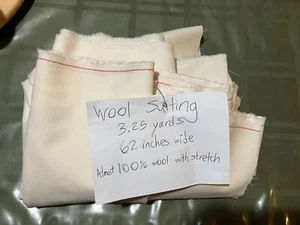 Wool Suiting
3.25 yards
62 inches wide
Almost 100% wool with stretch